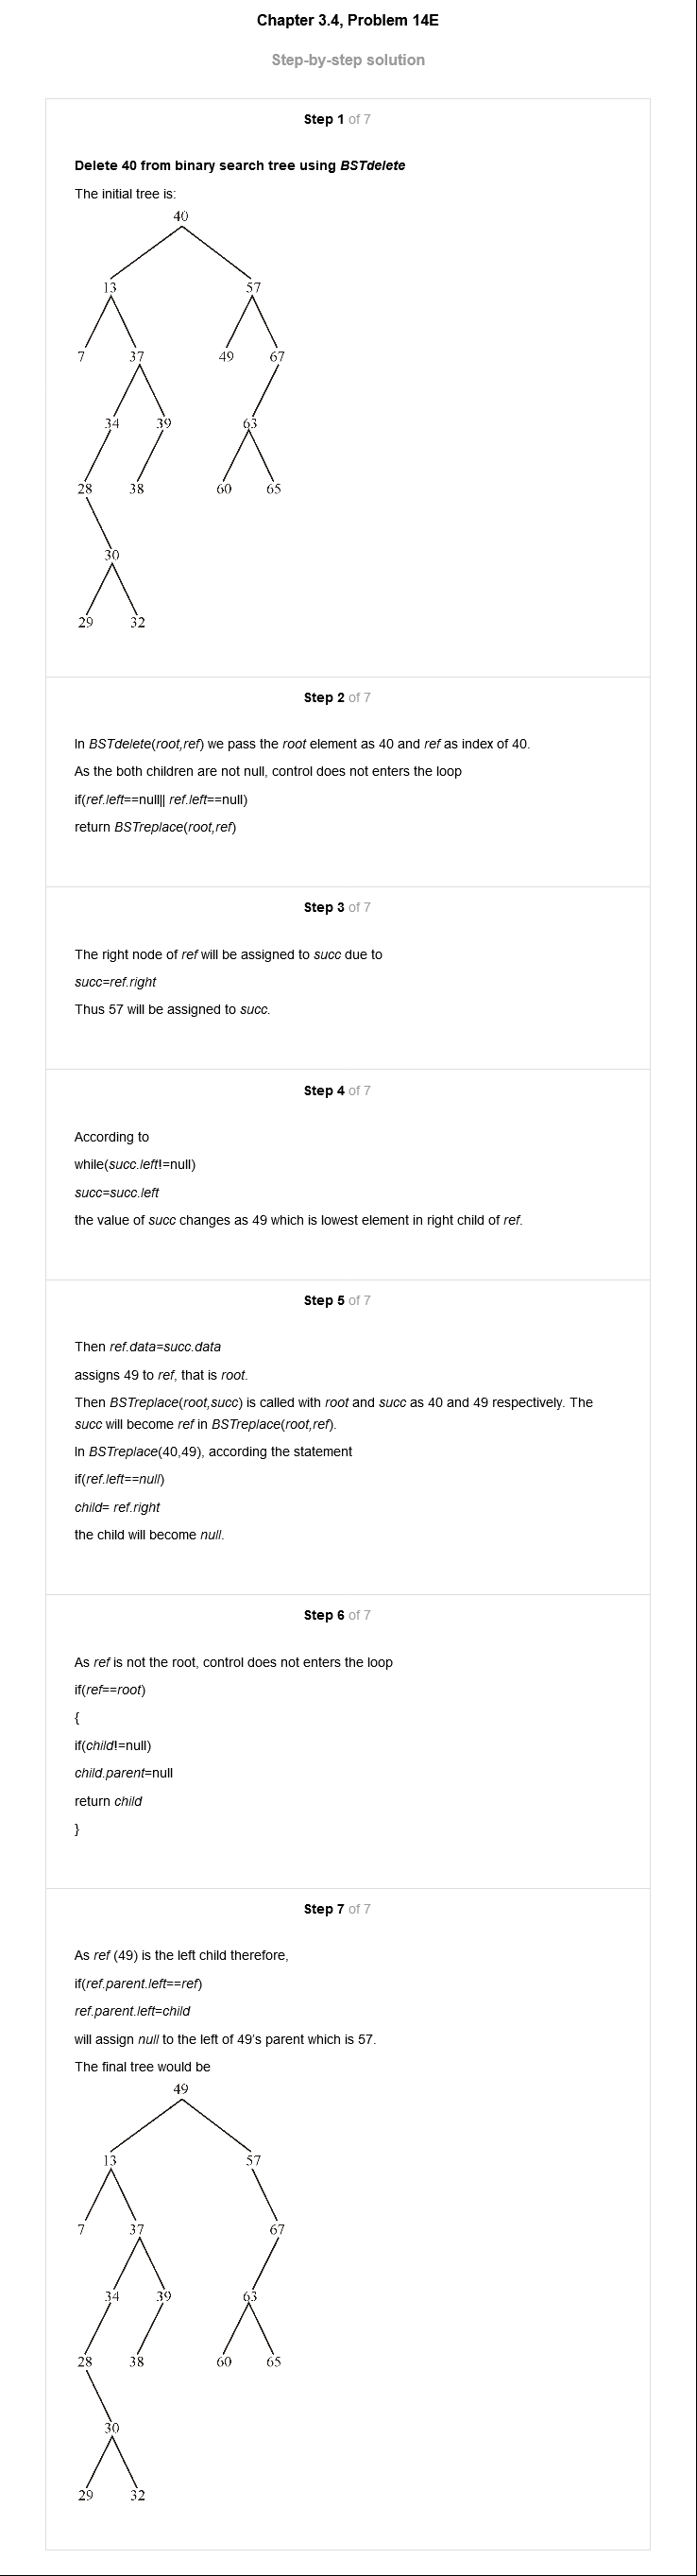 Chapter 3.4, Problem 14E
Step-by-step solution
Step 1 of 7
Delete 40 from binary search tree using BSTdelete
The initial tree is:
40
13 57
7 37 49 67
34 39 63
28 38 60 65
30
29 32
Step 2 of 7
In BSTdelete(root,ref) we pass the root element as 40 and ref as index of 40.
As the both children are not null, control does not enters the loop
if(ref.left==null|| ref.left==null)
return BSTreplace(root,ref)
Step 3 of 7
The right node of ref will be assigned to succ due to
succ=ref.right
Thus 57 will be assigned to succ.
Step 4 of 7
According to
while(succ.left!=null)
succ=succ.left
the value of succ changes as 49 which is lowest element in right child of ref.
Step 5 of 7
Then ref.data=succ.data
assigns 49 to ref, that is root.
Then BSTreplace(root,succ) is called with root and succ as 40 and 49 respectively. The
succ will become ref in BSTreplace(root,ref).
In BSTreplace(40,49), according the statement
if(ref.left==null)
child= ref.right
the child will become null.
Step 6 of 7
As ref is not the root, control does not enters the loop
if(ref==root)
{
if(child!=null)
child.parent=null
return child
}
Step 7 of 7
As ref (49) is the left child therefore,
if(ref.parent.left==ref)
ref.parent.left=child
will assign null to the left of 49's parent which is 57.
The final tree would be
49
13 57
7 37 67
34 39 63
28 38 60 65
30
29 32